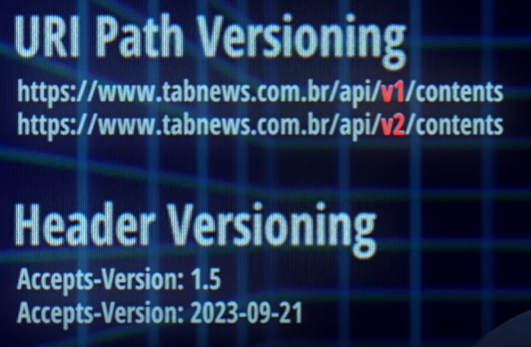 URI Path Versioning
https://www.tabnews.com.br/api/v1/contents
https://www.tabnews.com.br/api/v2/contents
Header Versioning
Accepts-Version: 1.5
Accepts-Version: 2023-09-21